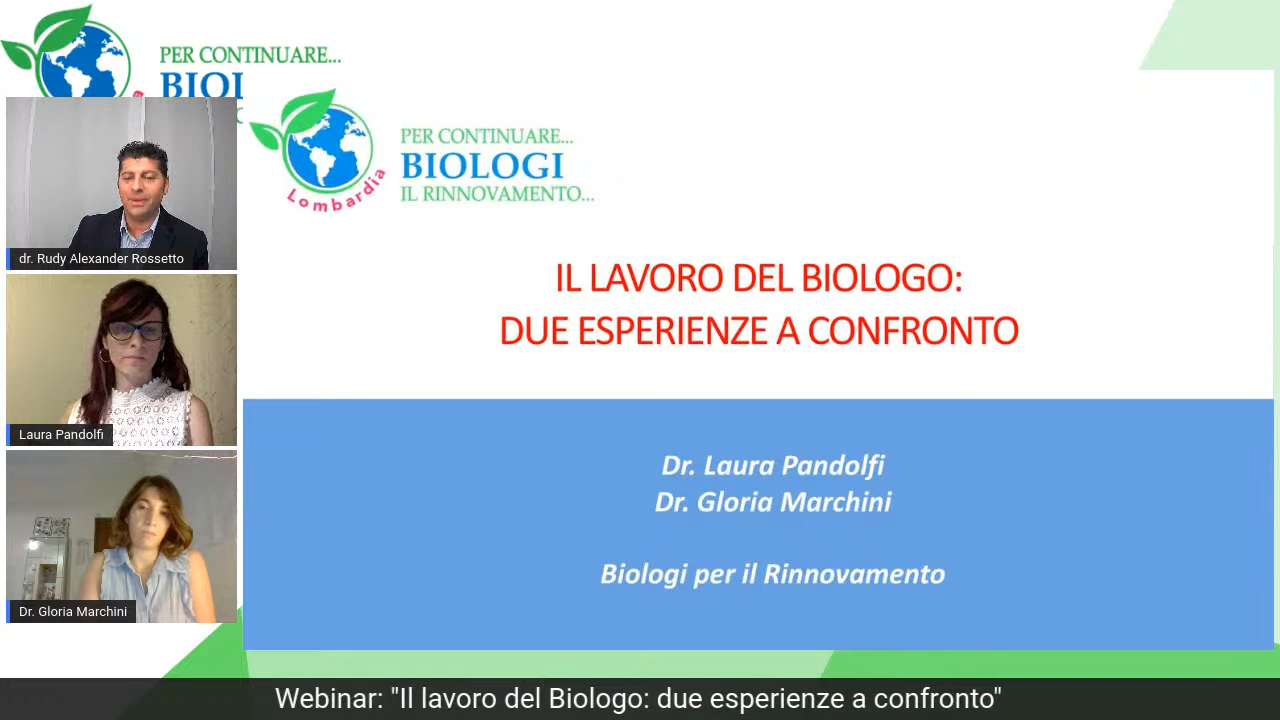 PER CONTINUARE...
BIOL
PER CONTINUARE...
BIOLOGI
IL RINNOVAMENTO...
Lombardia
dr. Rudy Alexander Rossetto
Laura Pandolfi
Dr. Gloria Marchini
IL LAVORO DEL BIOLOGO:
DUE ESPERIENZE A CONFRONTO
Dr. Laura Pandolfi
Dr. Gloria Marchini
Biologi per il Rinnovamento
Webinar: "Il lavoro del Biologo: due esperienze a confronto"